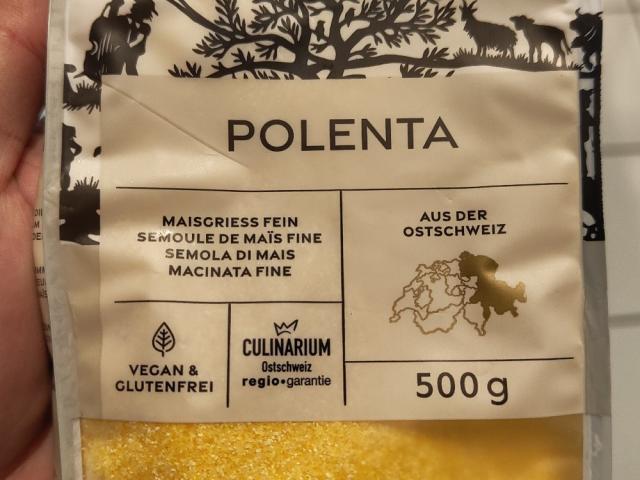 POLENTA
MAISGRIESS FEIN
SEMOULE DE MAÏS FINE
SEMOLA DI MAIS
MACINATA FINE
AUS DER
OSTSCHWEIZ
VEGAN &
GLUTENFREI
CULINARIUM
Ostschweiz
regio•garantie
500 g